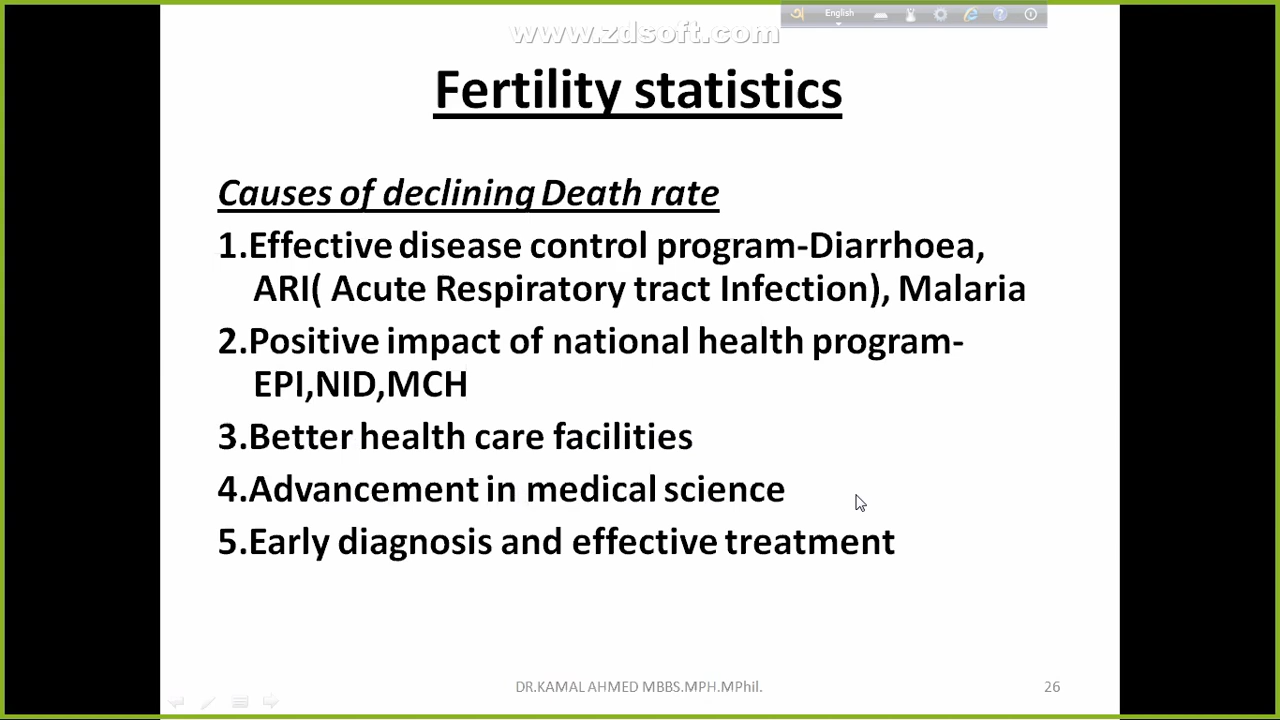 English
www.zdsoft.com
Fertility statistics
Causes of declining Death rate
1.Effective disease control program-Diarrhoea,
ARI( Acute Respiratory tract Infection), Malaria
2.Positive impact of national health program-
EPI,NID,MCH
3.Better health care facilities
4.Advancement in medical science
5.Early diagnosis and effective treatment
DR.KAMAL AHMED MBBS.MPH.MPhil.
26